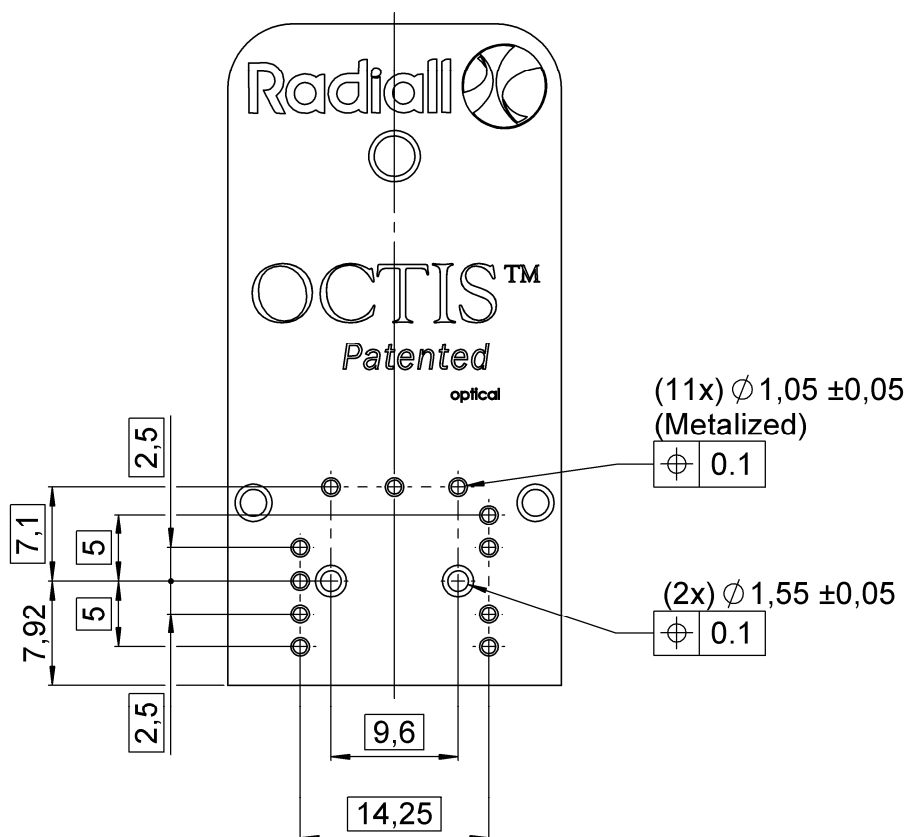 Radiall
OCTIS™
Patented
optical
(11x) ∅ 1,05 ±0,05
(Metalized)
⌖ 0.1
2,5
7,1
5
(2x) ∅ 1,55 ±0,05
⌖ 0.1
7,92
5
2,5
9,6
14,25